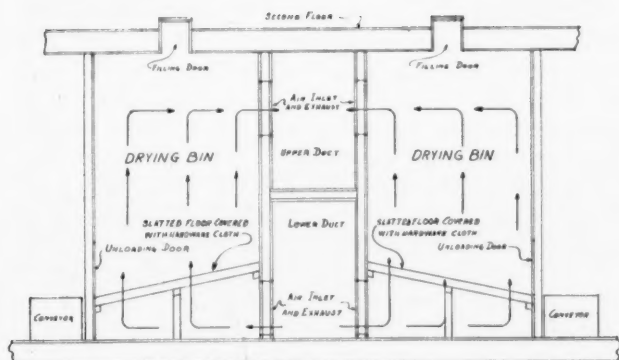 SECOND FLOOR
FILLING DOOR
FILLING DOOR
AIR INLET
AND EXHAUST
DRYING BIN
UPPER DUCT
DRYING BIN
SLATTED FLOOR COVERED
WITH HARDWARE CLOTH
UNLOADING DOOR
LOWER DUCT
SLATTED FLOOR COVERED
WITH HARDWARE CLOTH
UNLOADING DOOR
CONVEYOR
AIR INLET
AND EXHAUST
CONVEYOR